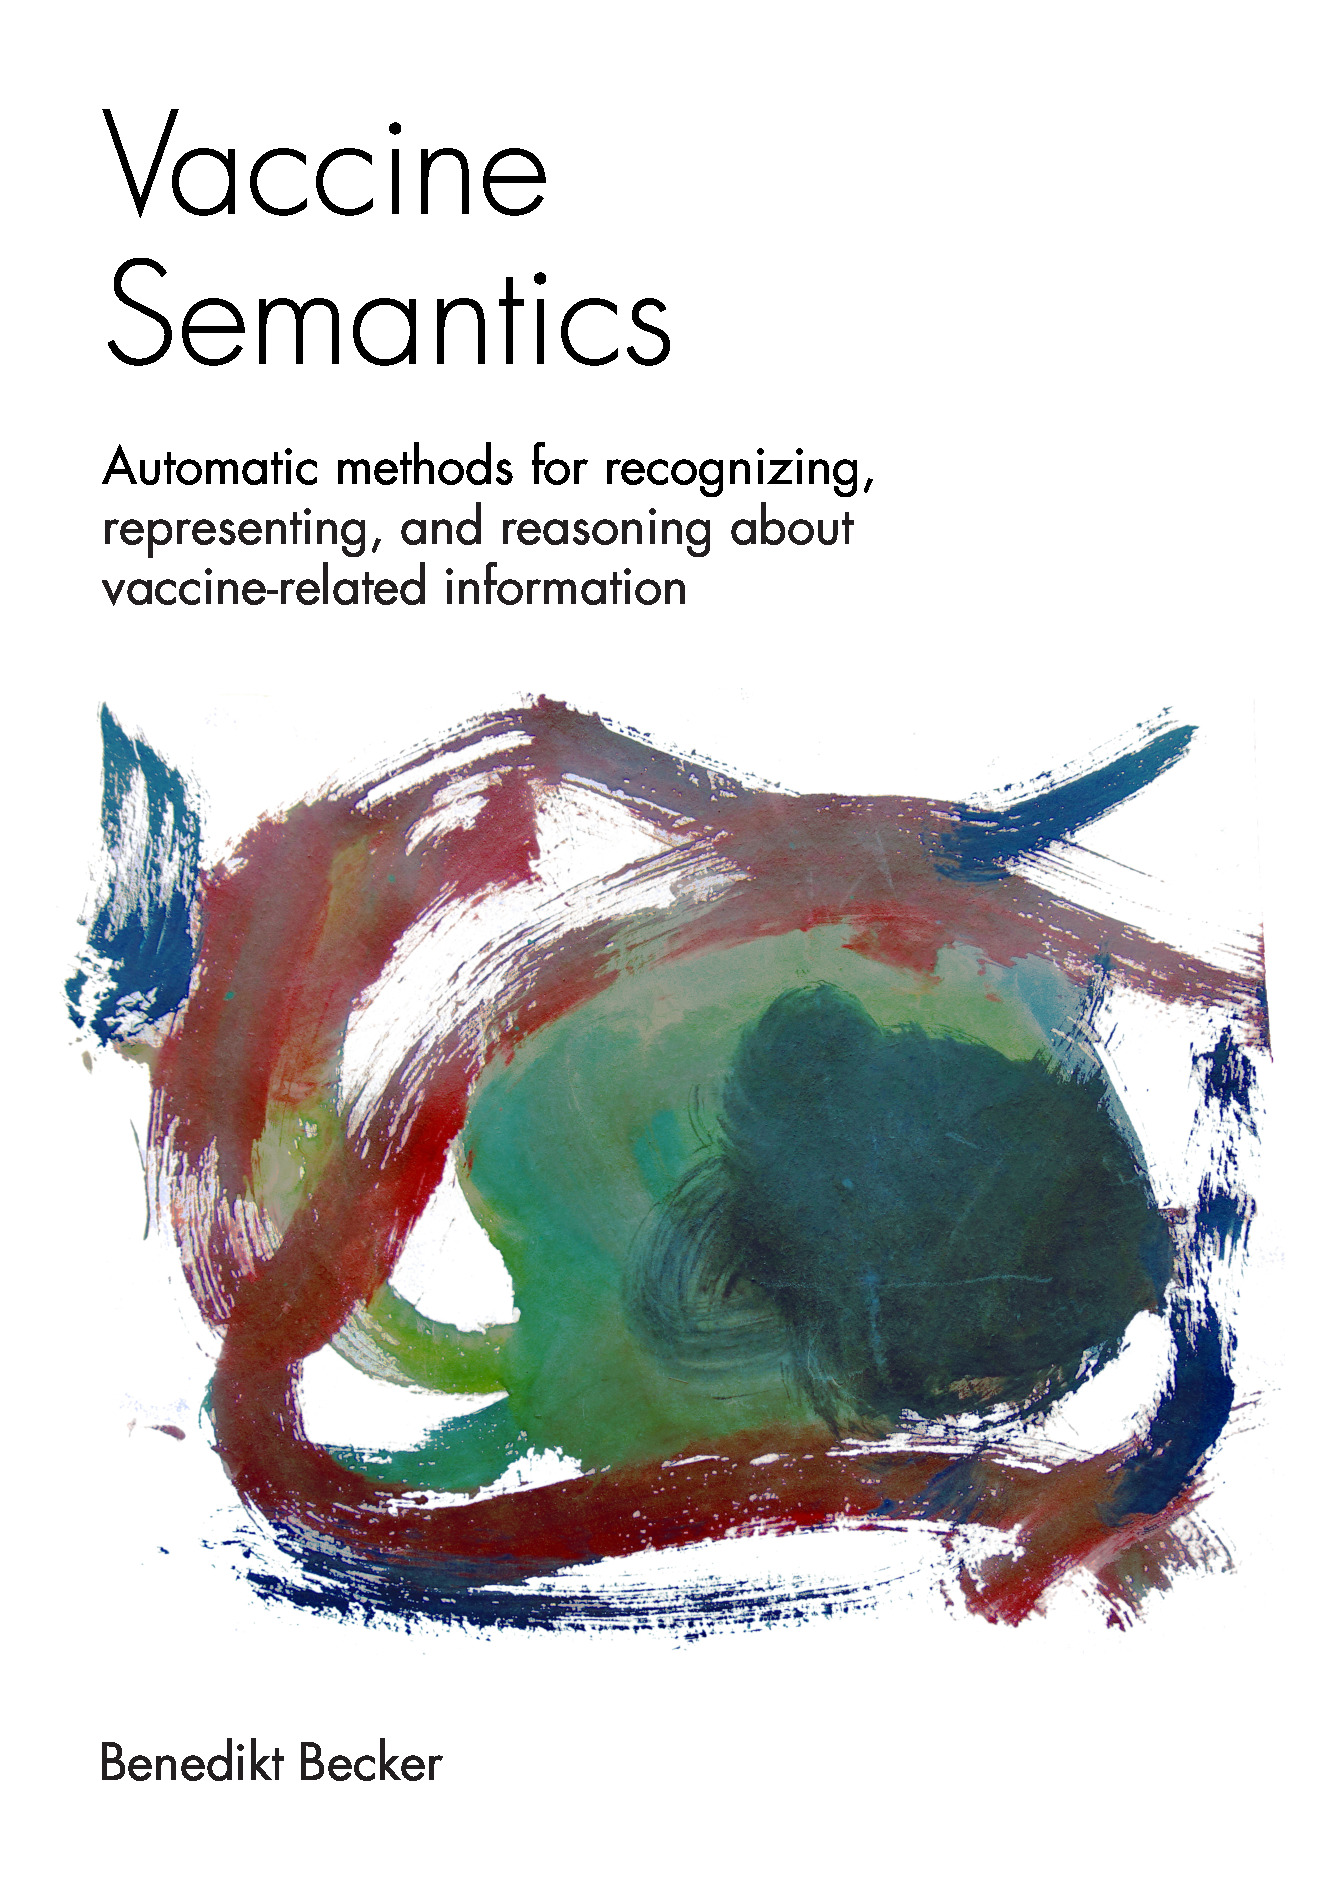 Vaccine
Semantics
Automatic methods for recognizing,
representing, and reasoning about
vaccine-related information
Benedikt Becker